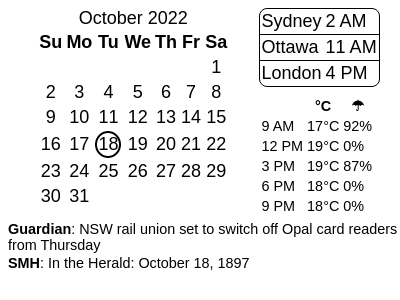 October 2022
Su Mo Tu We Th Fr Sa
1
2 3 4 5 6 7 8
9 10 11 12 13 14 15
16 17 18 19 20 21 22
23 24 25 26 27 28 29
30 31
Sydney 2 AM
Ottawa 11 AM
London 4 PM
°C ☂
9 AM 17°C 92%
12 PM 19°C 0%
3 PM 19°C 87%
6 PM 18°C 0%
9 PM 18°C 0%
Guardian: NSW rail union set to switch off Opal card readers
from Thursday
SMH: In the Herald: October 18, 1897